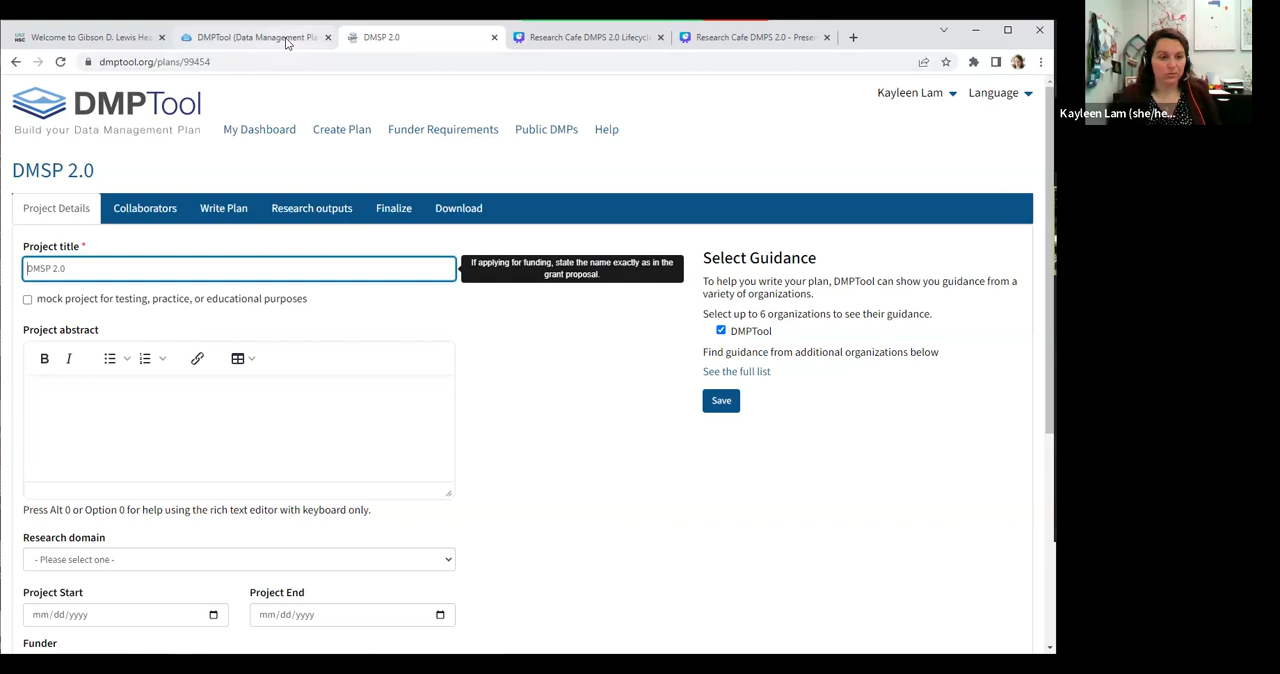 UNT HSC Welcome to Gibson D. Lewis Hea
DMPTool (Data Management Pla
DMSP 2.0
Research Cafe DMPS 2.0 Lifecycl
Research Cafe DMPS 2.0 - Presen
dmptool.org/plans/99454
DMPTool
Build your Data Management Plan
My Dashboard
Create Plan
Funder Requirements
Public DMPs
Help
Kayleen Lam
Language
DMSP 2.0
Project Details
Collaborators
Write Plan
Research outputs
Finalize
Download
Project title *
DMSP 2.0
If applying for funding, state the name exactly as in the
grant proposal.
mock project for testing, practice, or educational purposes
Project abstract
B I
Press Alt 0 or Option 0 for help using the rich text editor with keyboard only.
Research domain
- Please select one -
Project Start
Project End
mm/dd/yyyy
mm/dd/yyyy
Funder
Select Guidance
To help you write your plan, DMPTool can show you guidance from a
variety of organizations.
Select up to 6 organizations to see their guidance.
DMPTool
Find guidance from additional organizations below
See the full list
Save
Kayleen Lam (she/he...